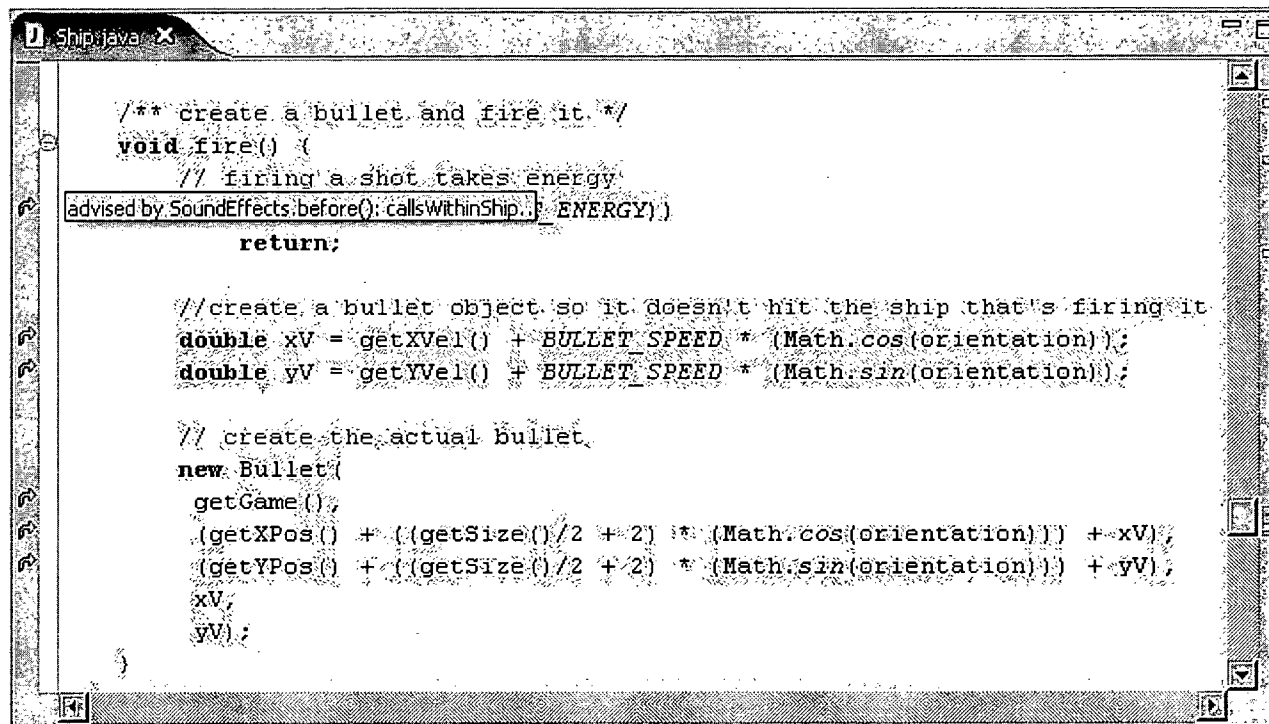 Ship.java
/** create a bullet and fire it */
void fire() {
// firing a shot takes energy
advised by SoundEffects.before(): callsWithinShip.. _ENERGY))
return;
//create a bullet object so it doesn't hit the ship that's firing it
double xV = getXVel() + BULLET_SPEED * (Math.cos(orientation));
double yV = getYVel() + BULLET_SPEED * (Math.sin(orientation));
// create the actual bullet
new Bullet(
getGame(),
(getXPos() + ((getSize()/2 + 2) * (Math.cos(orientation))) + xV),
(getYPos() + ((getSize()/2 + 2) * (Math.sin(orientation))) + yV),
xV,
yV);
}